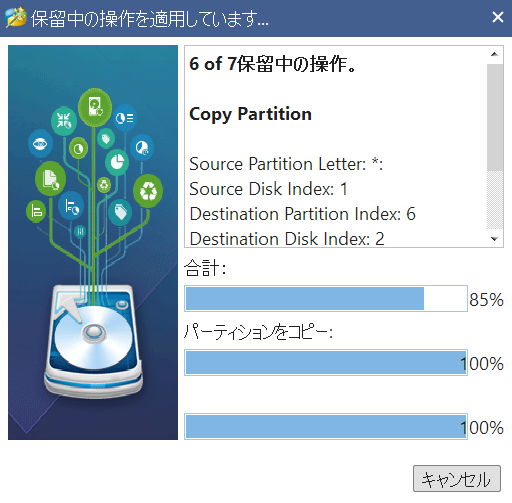 保留中の操作を適用しています...
6 of 7保留中の操作。
Copy Partition
Source Partition Letter: *:
Source Disk Index: 1
Destination Partition Index: 6
Destination Disk Index: 2
合計:
85%
パーティションをコピー:
100%
100%
キャンセル